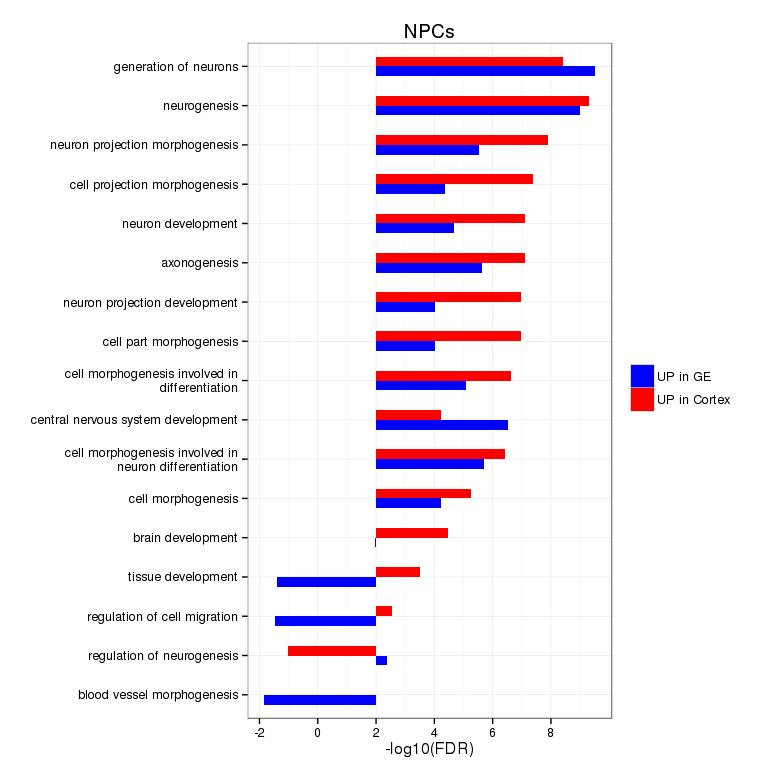 NPCs
generation of neurons
neurogenesis
neuron projection morphogenesis
cell projection morphogenesis
neuron development
axonogenesis
neuron projection development
cell part morphogenesis
cell morphogenesis involved in
differentiation
central nervous system development
cell morphogenesis involved in
neuron differentiation
cell morphogenesis
brain development
tissue development
regulation of cell migration
regulation of neurogenesis
blood vessel morphogenesis
-2 0 2 4 6 8
-log10(FDR)
UP in GE
UP in Cortex